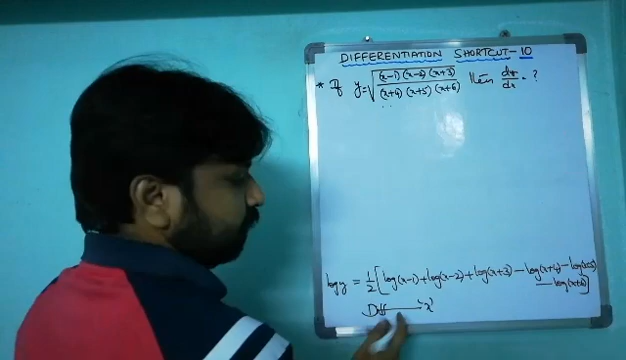 DIFFERENTIATION SHORTCUT-10
* If y = √((x-1)(x-2)(x+3) / (x+4)(x+5)(x+6)) then dy/dx = ?
log y = 1/2 [log(x-1) + log(x-2) + log(x+3) - log(x+4) - log(x+5)
- log(x+6)]
Diff 'x'